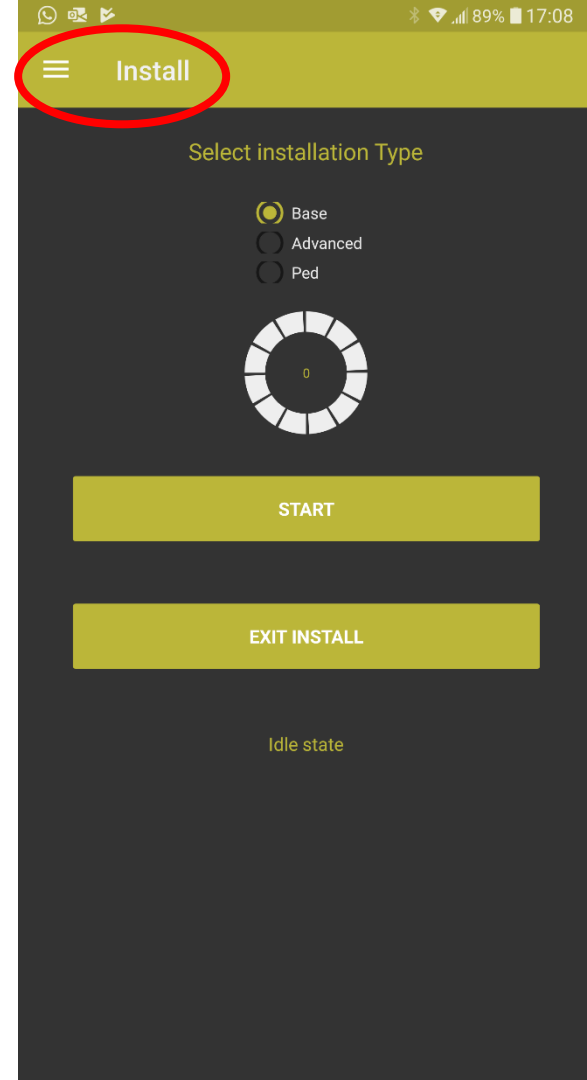 89% 17:08
Install
Select installation Type
Base
Advanced
Ped
0
START
EXIT INSTALL
Idle state